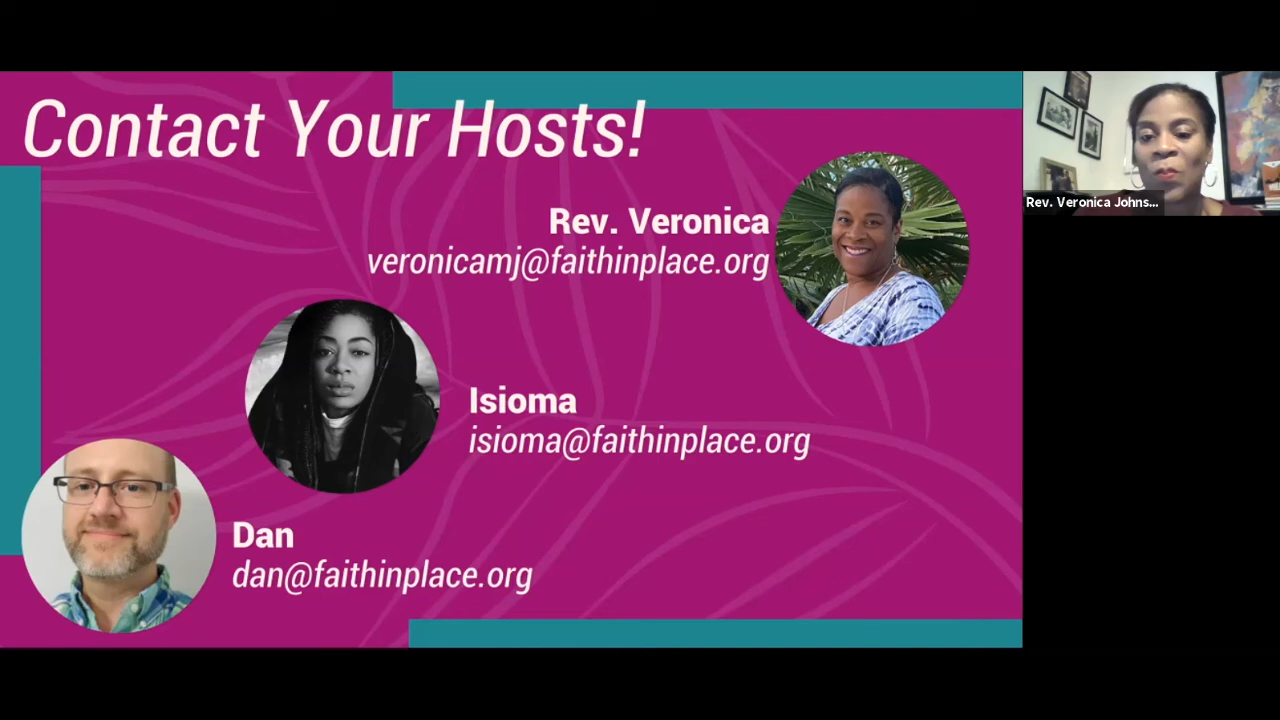 Contact Your Hosts!
Rev. Veronica
veronicamj@faithinplace.org
Isioma
isioma@faithinplace.org
Dan
dan@faithinplace.org
Rev. Veronica Johns...